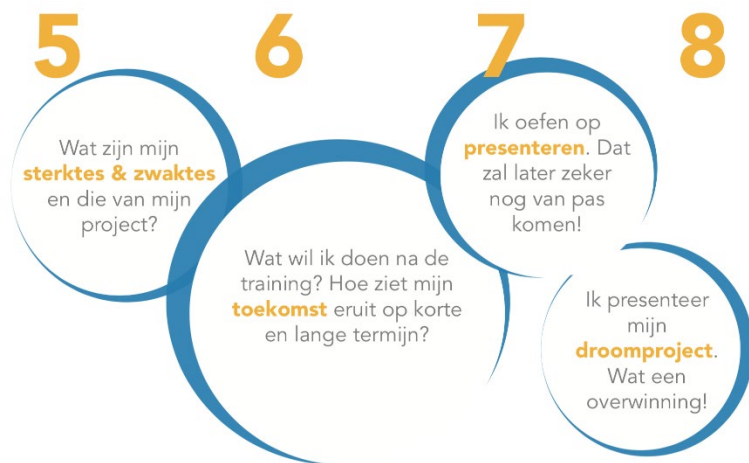 5
Wat zijn mijn
sterktes & zwaktes
en die van mijn
project?
6
Wat wil ik doen na de
training? Hoe ziet mijn
toekomst eruit op korte
en lange termijn?
7
Ik oefen op
presenteren. Dat
zal later zeker
nog van pas
komen!
8
Ik presenteer
mijn
droomproject.
Wat een
overwinning!